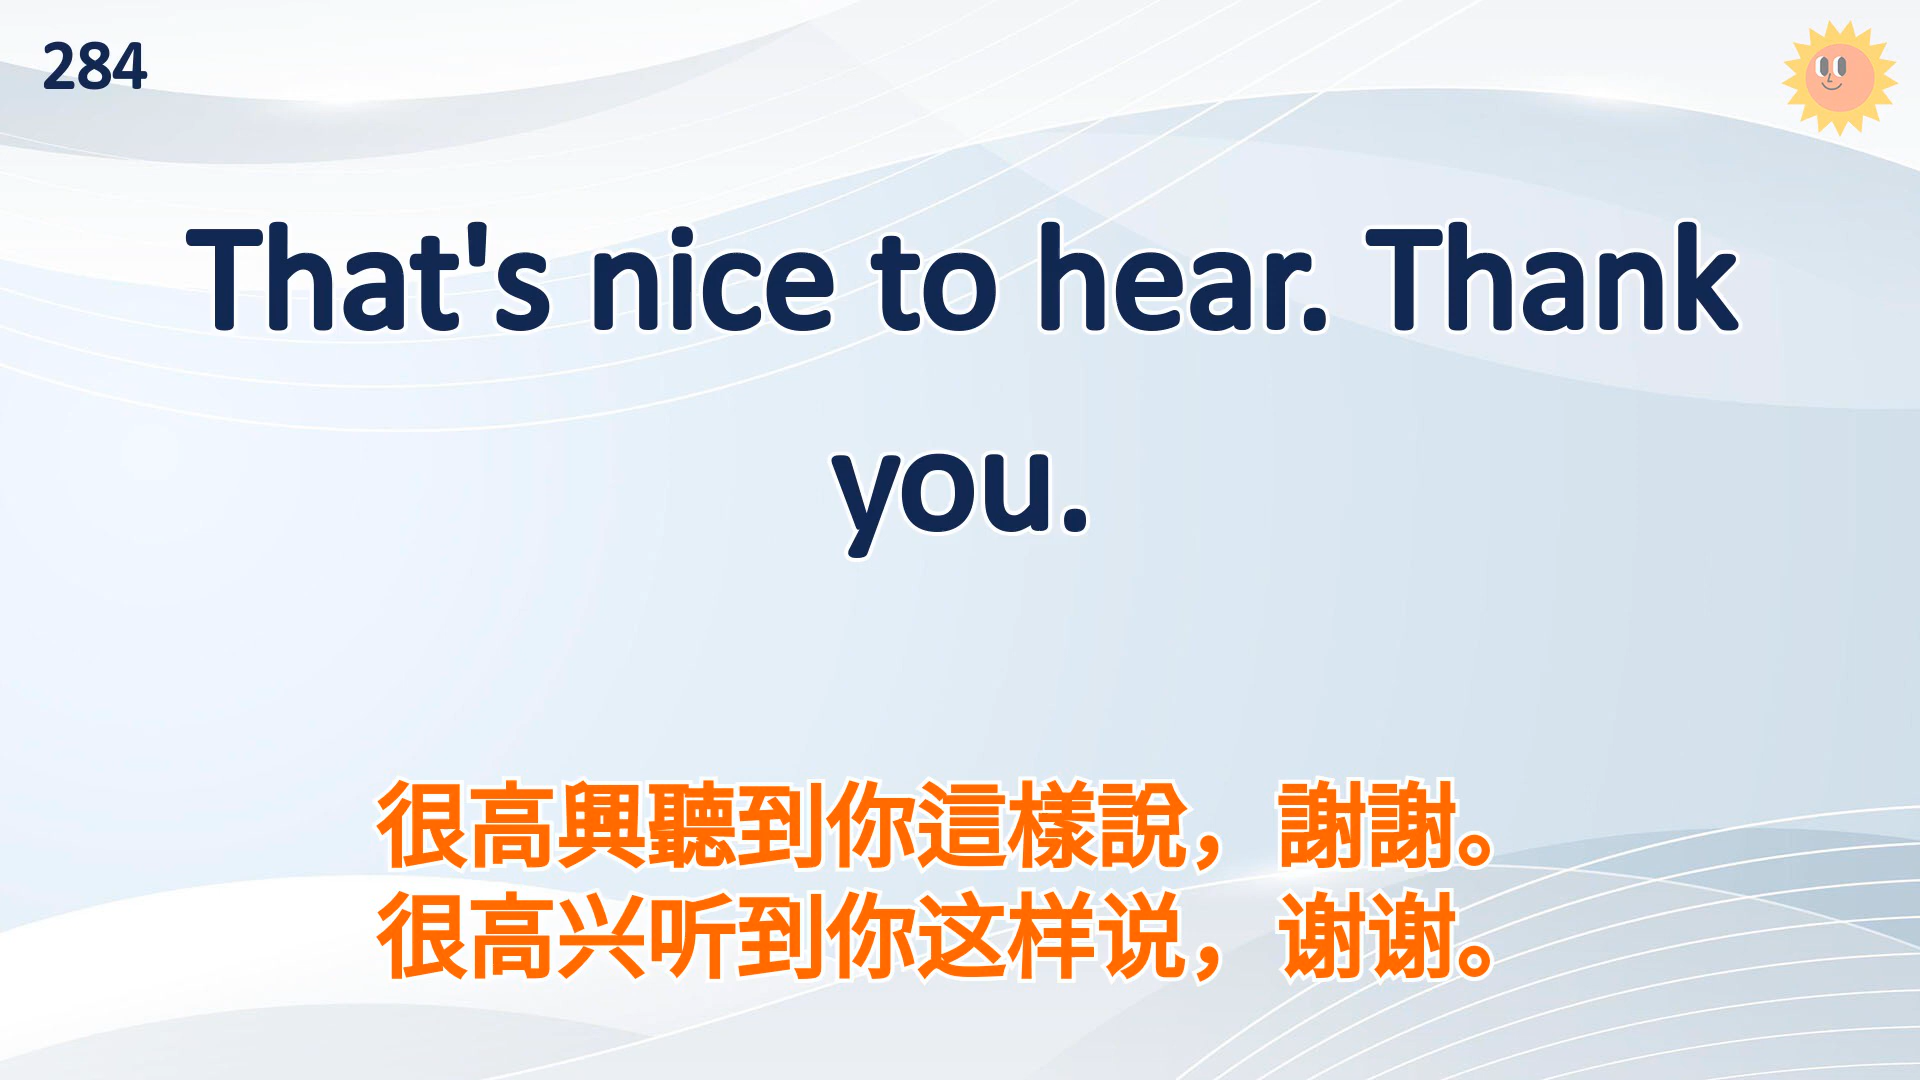 284
That's nice to hear. Thank
you.
很高興聽到你這樣說，謝謝。
很高兴听到你这样说，谢谢。